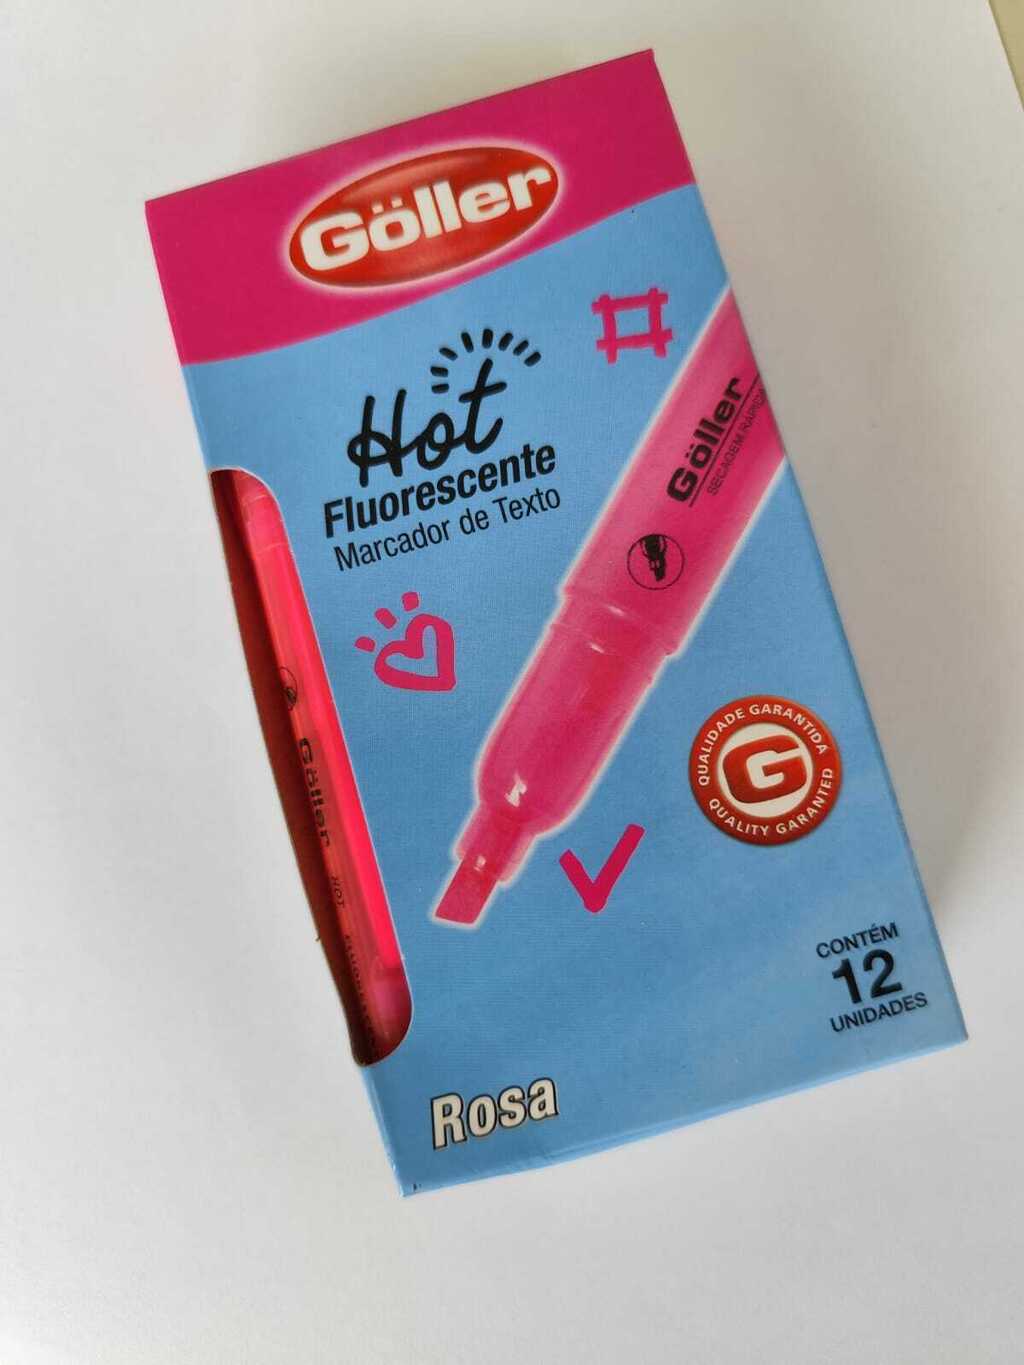 Göller
Hot
Fluorescente
Marcador de Texto
Göller
SECAGEM RÁPIDA
Göller HOT
QUALIDADE GARANTIDA
G
QUALITY GARANTED
CONTÉM
12
UNIDADES
Rosa